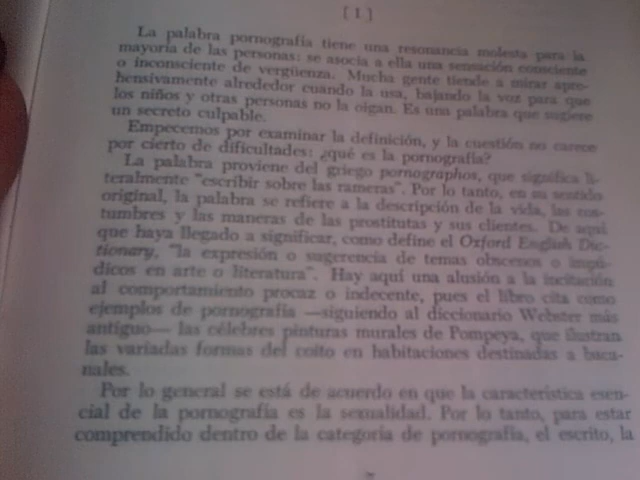 [ 1 ]
La palabra pornografía tiene una resonancia molesta para la
mayoría de las personas: se asocia a ella una sensación consciente
o inconsciente de vergüenza. Mucha gente tiende a mirar apre-
hensivamente alrededor cuando la usa, bajando la voz para que
los niños y otras personas no la oigan. Es una palabra que sugiere
un secreto culpable.
Empecemos por examinar la definición, y la cuestión no carece
por cierto de dificultades: ¿qué es la pornografía?
La palabra proviene del griego pornographos, que significa li-
teralmente "escribir sobre las rameras". Por lo tanto, en su sentido
original, la palabra se refiere a la descripción de la vida, las cos-
tumbres y las maneras de las prostitutas y sus clientes. De aquí
que haya llegado a significar, como define el Oxford English Dic-
tionary, "la expresión o sugerencia de temas obscenos o impú-
dicos en arte o literatura". Hay aquí una alusión a la incitación
al comportamiento procaz o indecente, pues el libro cita como
ejemplos de pornografía —siguiendo al diccionario Webster más
antiguo— las célebres pinturas murales de Pompeya, que ilustran
las variadas formas del coito en habitaciones destinadas a baca-
nales.
Por lo general se está de acuerdo en que la característica esen-
cial de la pornografía es la sexualidad. Por lo tanto, para estar
comprendido dentro de la categoría de pornografía, el escrito, la